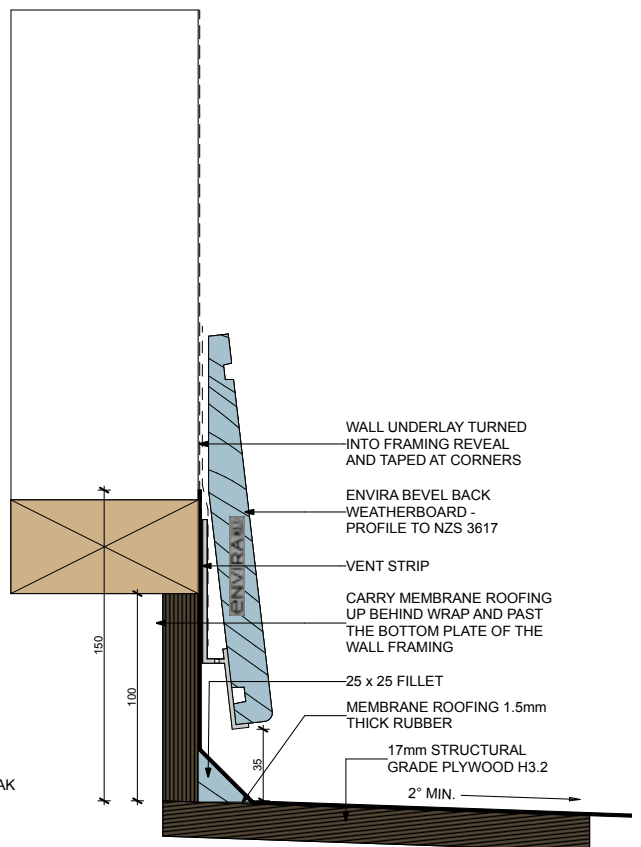 WALL UNDERLAY TURNED
INTO FRAMING REVEAL
AND TAPED AT CORNERS
ENVIRA BEVEL BACK
WEATHERBOARD -
PROFILE TO NZS 3617
VENT STRIP
CARRY MEMBRANE ROOFING
UP BEHIND WRAP AND PAST
THE BOTTOM PLATE OF THE
WALL FRAMING
25 x 25 FILLET
MEMBRANE ROOFING 1.5mm
THICK RUBBER
17mm STRUCTURAL
GRADE PLYWOOD H3.2
2° MIN.
ENVIRA
150
100
35
AK